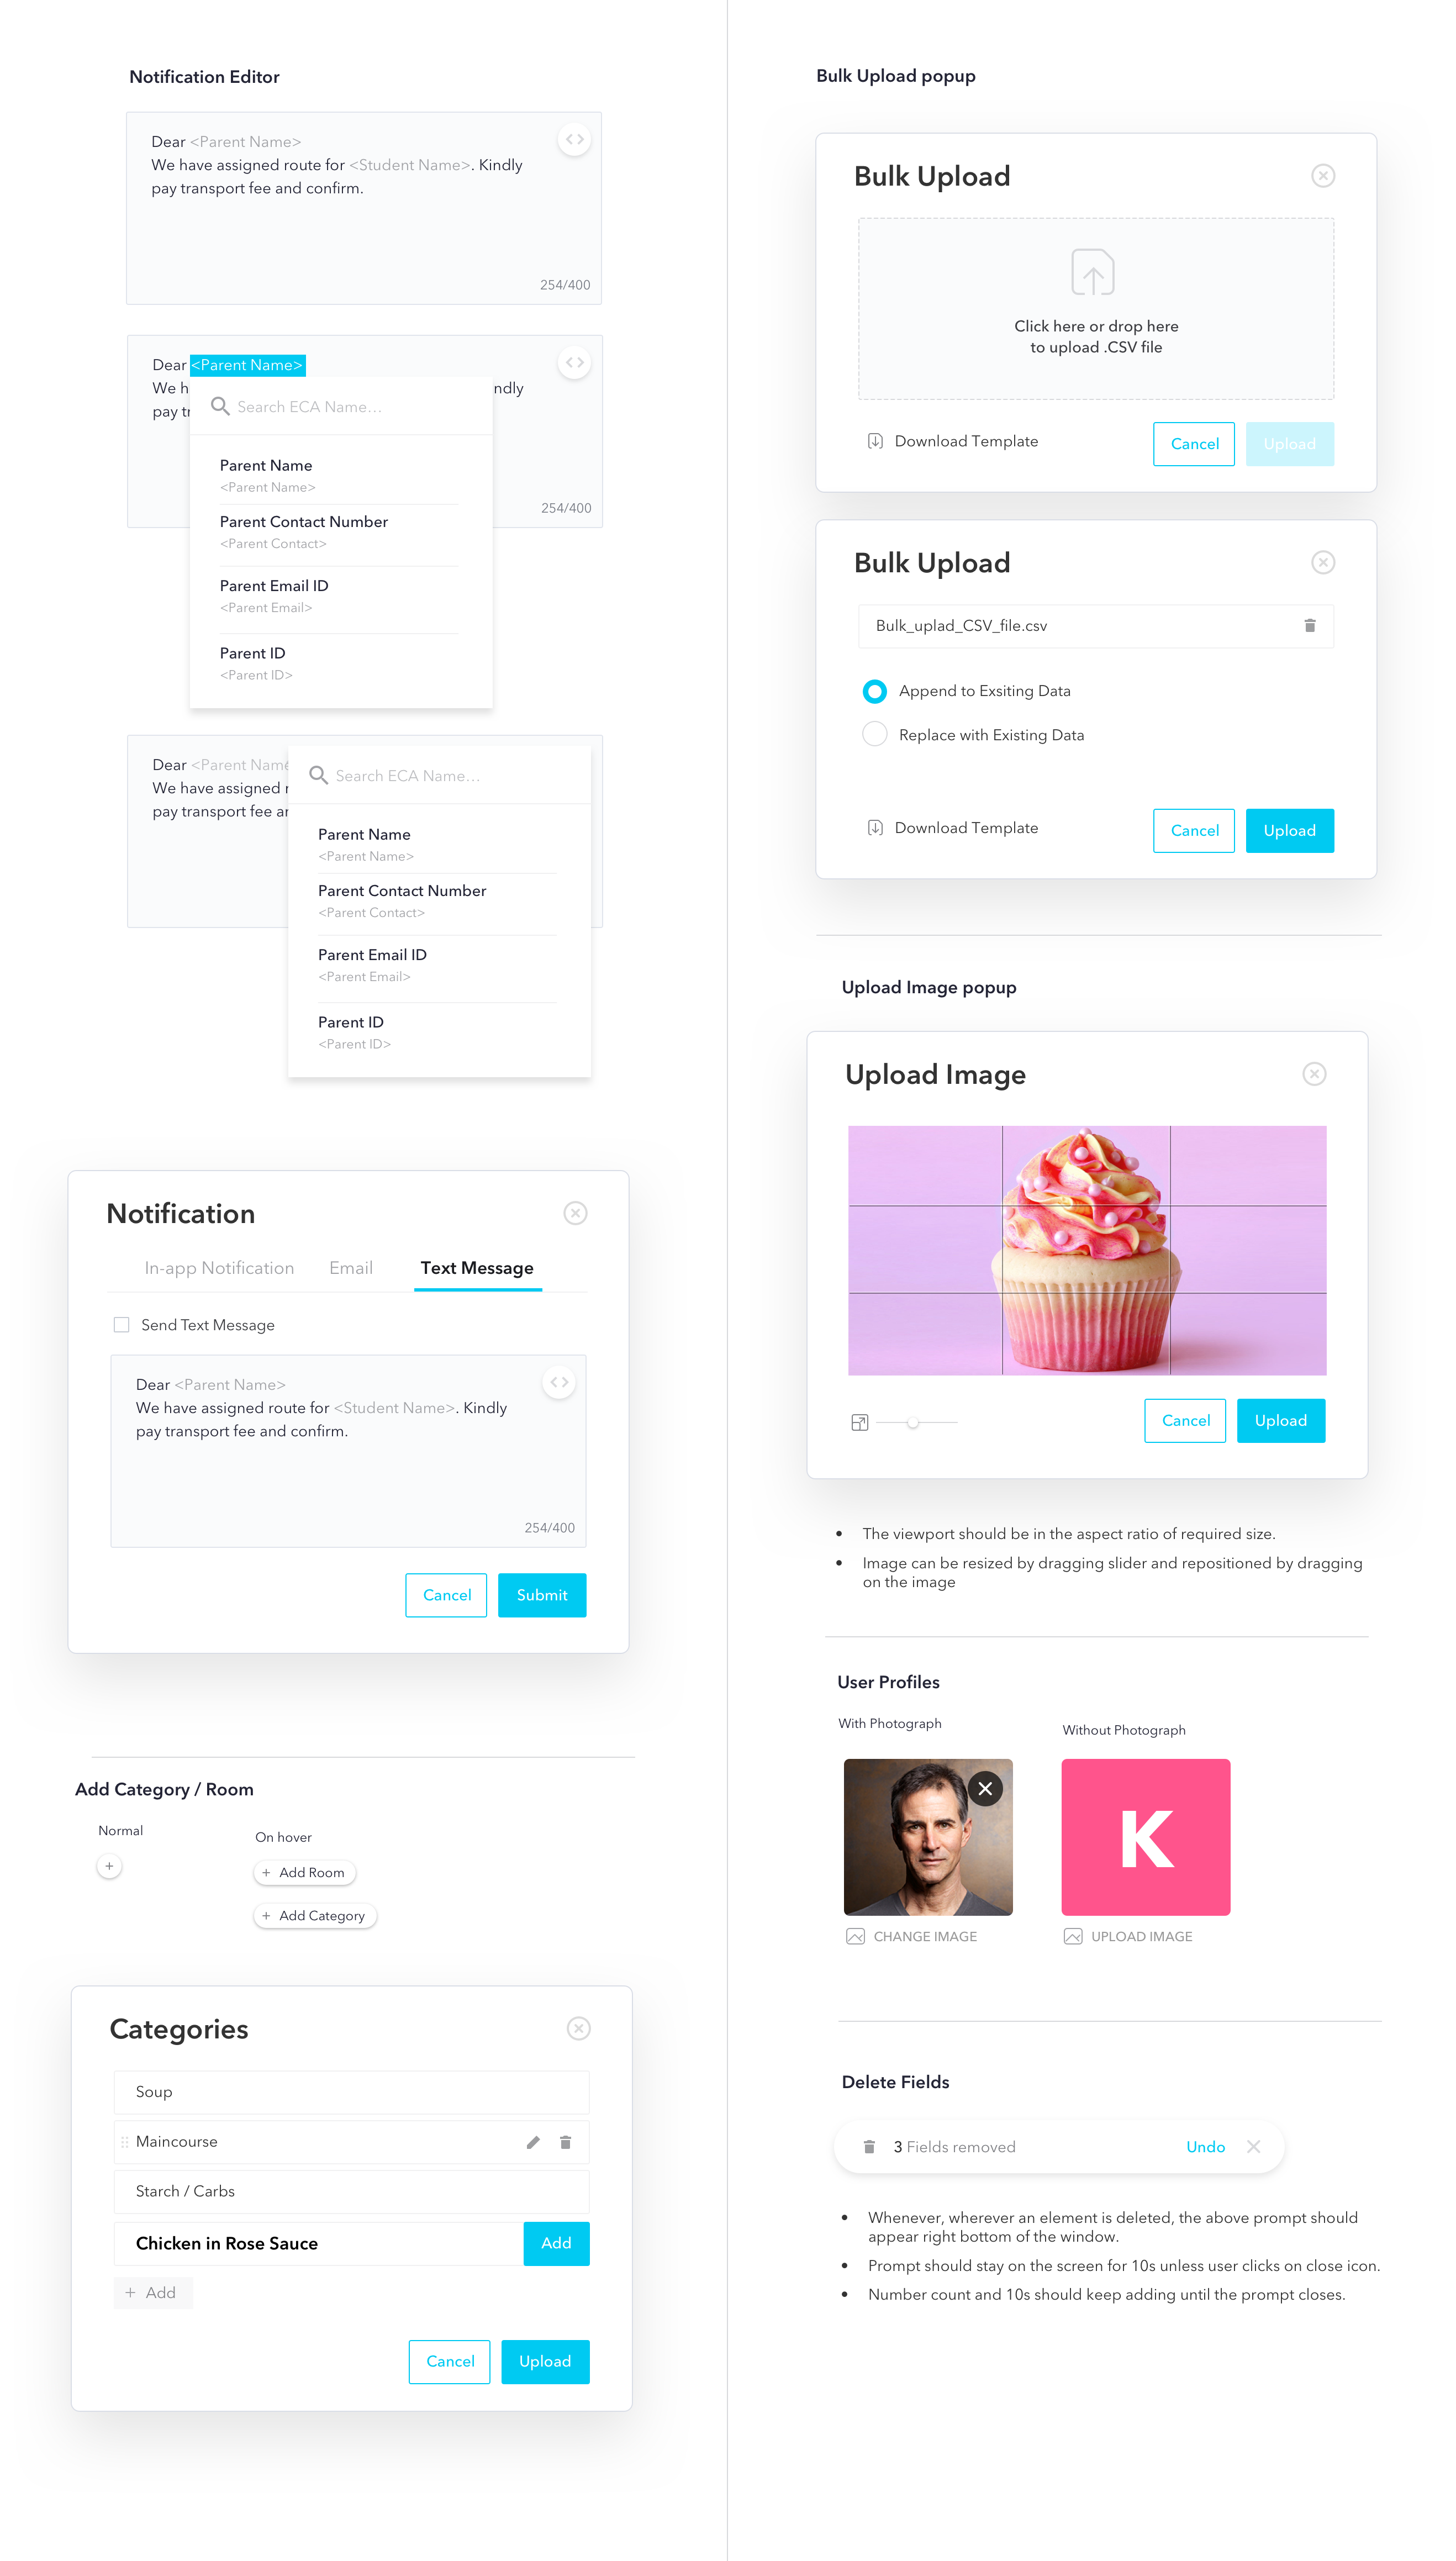 Notification Editor
Dear <Parent Name>
We have assigned route for <Student Name>. Kindly
pay transport fee and confirm.
254/400
Dear <Parent Name>
We h
ndly
pay tr
Search ECA Name...
Parent Name
<Parent Name>
Parent Contact Number
<Parent Contact>
Parent Email ID
<Parent Email>
Parent ID
<Parent ID>
254/400
Dear <Parent Name
We have assigned r
pay transport fee ar
Search ECA Name...
Parent Name
<Parent Name>
Parent Contact Number
<Parent Contact>
Parent Email ID
<Parent Email>
Parent ID
<Parent ID>
Notification
In-app Notification Email Text Message
Send Text Message
Dear <Parent Name>
We have assigned route for <Student Name>. Kindly
pay transport fee and confirm.
254/400
Cancel Submit
Add Category / Room
Normal
On hover
+
+ Add Room
+ Add Category
Categories
Soup
Maincourse
Starch / Carbs
Chicken in Rose Sauce Add
+ Add
Cancel Upload
Bulk Upload popup
Bulk Upload
Click here or drop here
to upload .CSV file
Download Template Cancel Upload
Bulk Upload
Bulk_uplad_CSV_file.csv
Append to Exsiting Data
Replace with Existing Data
Download Template Cancel Upload
Upload Image popup
Upload Image
Cancel Upload
• The viewport should be in the aspect ratio of required size.
• Image can be resized by dragging slider and repositioned by dragging
on the image
User Profiles
With Photograph
Without Photograph
K
CHANGE IMAGE
UPLOAD IMAGE
Delete Fields
3 Fields removed Undo
• Whenever, wherever an element is deleted, the above prompt should
appear right bottom of the window.
• Prompt should stay on the screen for 10s unless user clicks on close icon.
• Number count and 10s should keep adding until the prompt closes.